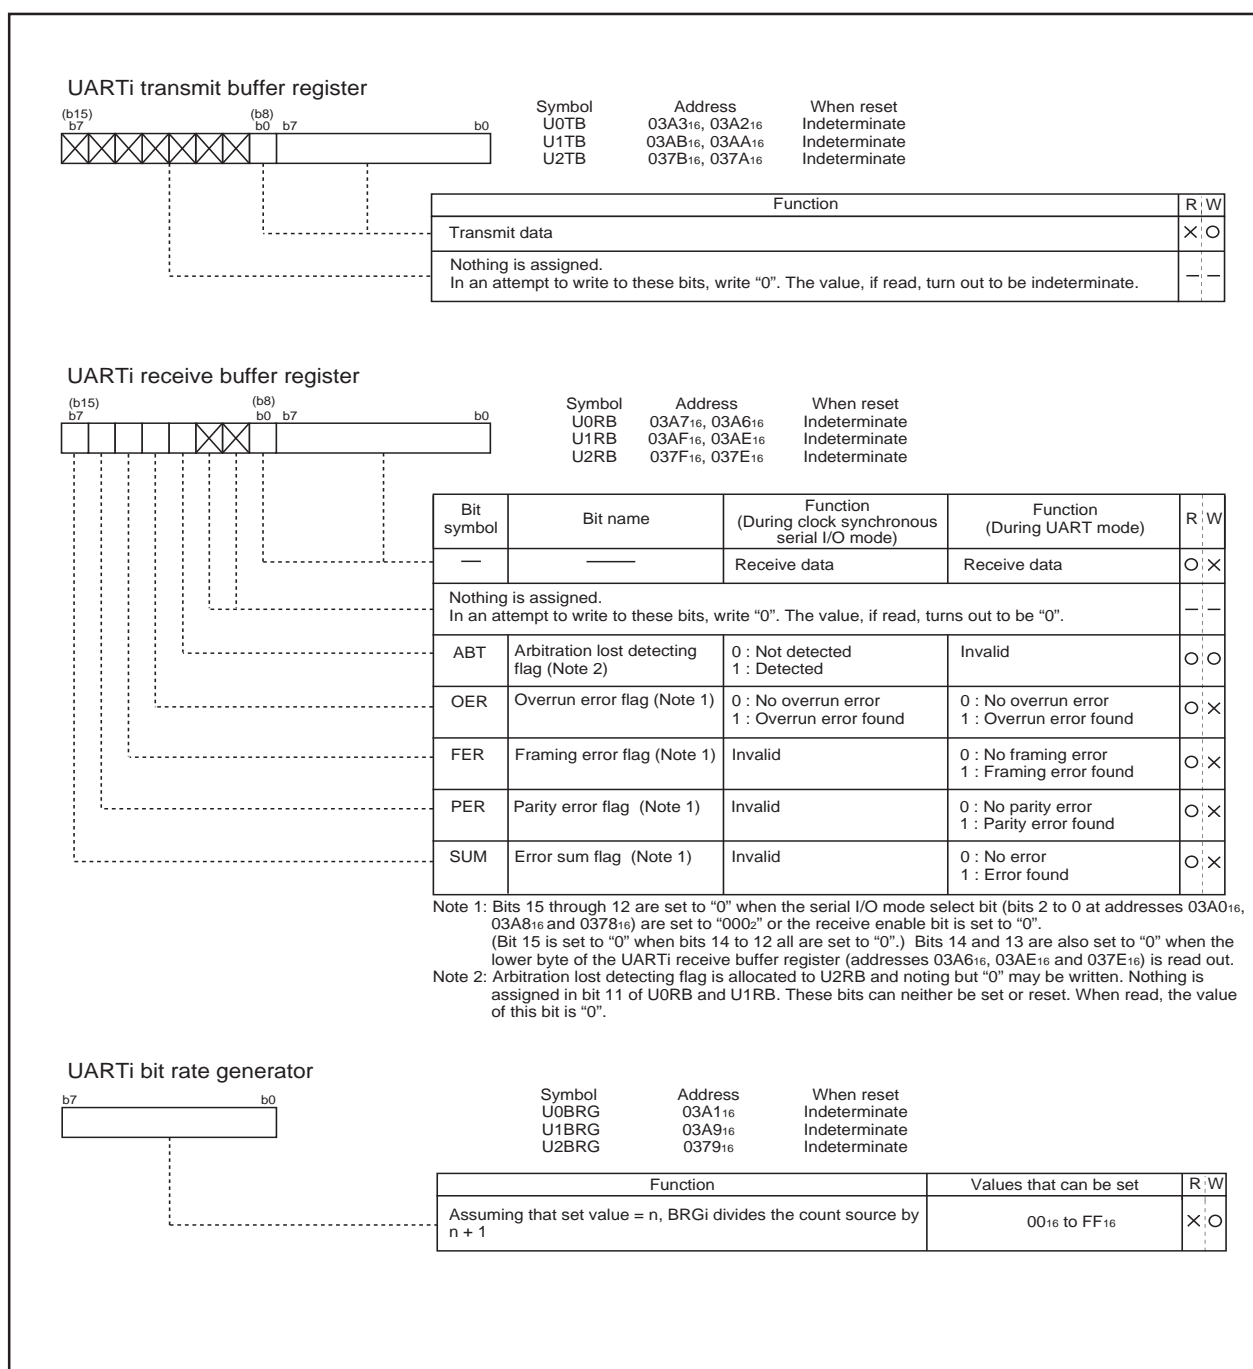 UARTi transmit buffer register
(b15) (b8)
b7 b0 b7 b0
Symbol Address When reset
U0TB 03A3₁₆, 03A2₁₆ Indeterminate
U1TB 03AB₁₆, 03AA₁₆ Indeterminate
U2TB 037B₁₆, 037A₁₆ Indeterminate
Function R W
Transmit data × ○
Nothing is assigned.
In an attempt to write to these bits, write “0”. The value, if read, turn out to be indeterminate. — —
UARTi receive buffer register
(b15) (b8)
b7 b0 b7 b0
Symbol Address When reset
U0RB 03A7₁₆, 03A6₁₆ Indeterminate
U1RB 03AF₁₆, 03AE₁₆ Indeterminate
U2RB 037F₁₆, 037E₁₆ Indeterminate
Bit symbol Bit name Function (During clock synchronous serial I/O mode) Function (During UART mode) R W
— — Receive data Receive data ○ ×
Nothing is assigned.
In an attempt to write to these bits, write “0”. The value, if read, turns out to be “0”. — —
ABT Arbitration lost detecting flag (Note 2) 0 : Not detected 1 : Detected Invalid ○ ○
OER Overrun error flag (Note 1) 0 : No overrun error 1 : Overrun error found 0 : No overrun error 1 : Overrun error found ○ ×
FER Framing error flag (Note 1) Invalid 0 : No framing error 1 : Framing error found ○ ×
PER Parity error flag (Note 1) Invalid 0 : No parity error 1 : Parity error found ○ ×
SUM Error sum flag (Note 1) Invalid 0 : No error 1 : Error found ○ ×
Note 1: Bits 15 through 12 are set to “0” when the serial I/O mode select bit (bits 2 to 0 at addresses 03A0₁₆,
03A8₁₆ and 0378₁₆) are set to “000₂” or the receive enable bit is set to “0”.
(Bit 15 is set to “0” when bits 14 to 12 all are set to “0”.) Bits 14 and 13 are also set to “0” when the
lower byte of the UARTi receive buffer register (addresses 03A6₁₆, 03AE₁₆ and 037E₁₆) is read out.
Note 2: Arbitration lost detecting flag is allocated to U2RB and noting but “0” may be written. Nothing is
assigned in bit 11 of U0RB and U1RB. These bits can neither be set or reset. When read, the value
of this bit is “0”.
UARTi bit rate generator
b7 b0
Symbol Address When reset
U0BRG 03A1₁₆ Indeterminate
U1BRG 03A9₁₆ Indeterminate
U2BRG 0379₁₆ Indeterminate
Function Values that can be set R W
Assuming that set value = n, BRGi divides the count source by
n + 1 00₁₆ to FF₁₆ × ○